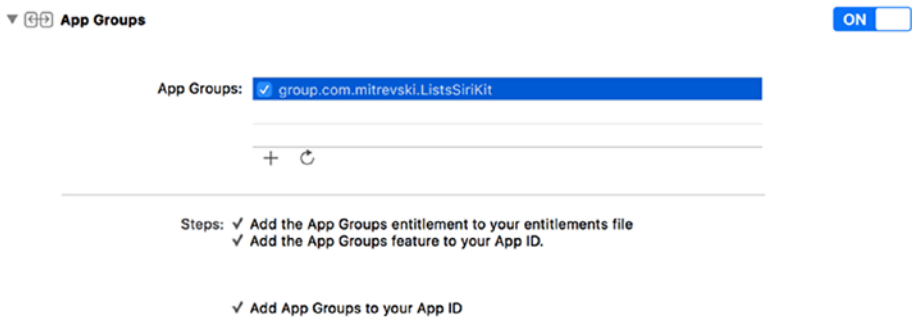 App Groups
ON
App Groups: group.com.mitrevski.ListsSiriKit
Steps: ✓ Add the App Groups entitlement to your entitlements file
✓ Add the App Groups feature to your App ID.
✓ Add App Groups to your App ID